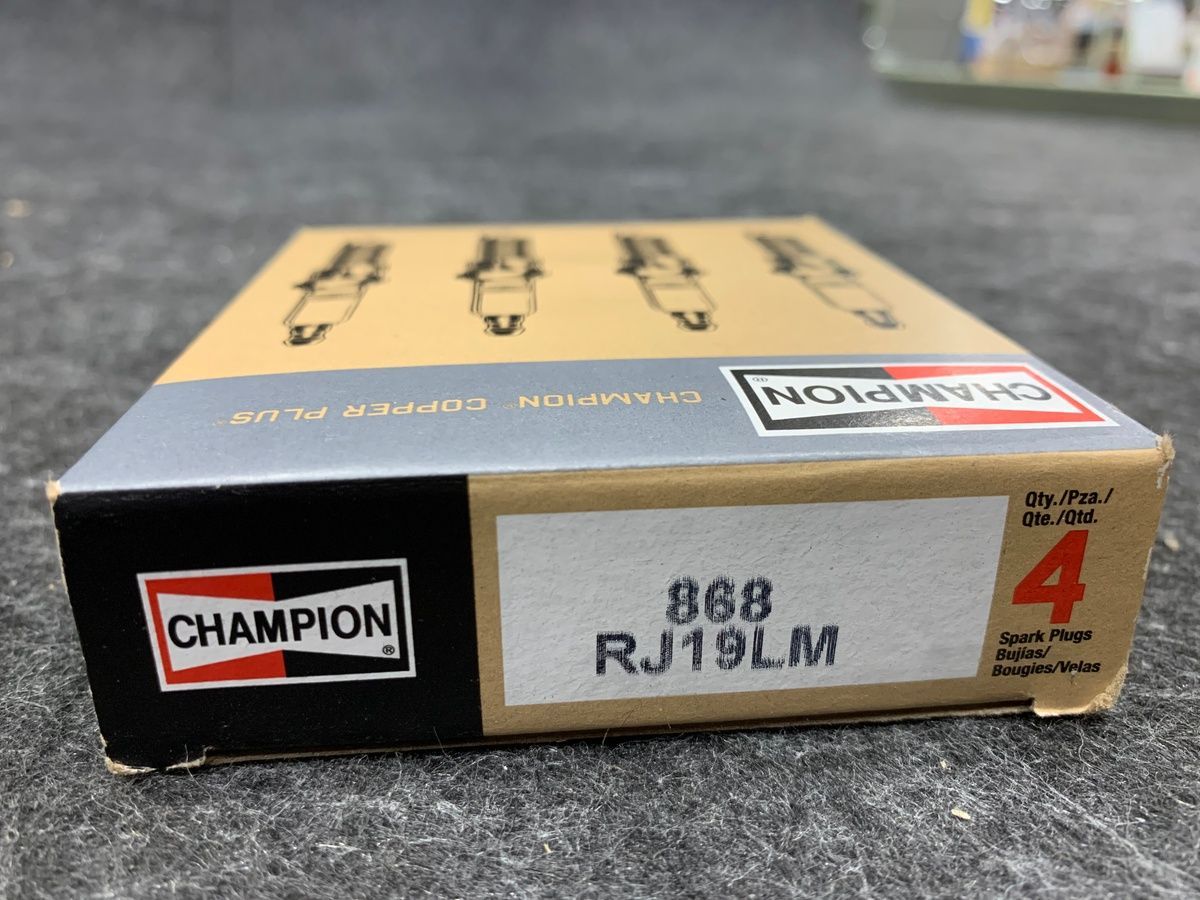 CHAMPION® COPPER PLUS®
CHAMPION®
CHAMPION®
868
RJ19LM
Qty./Pza./
Qte./Qtd.
4
Spark Plugs
Bujías/
Bougies/Velas